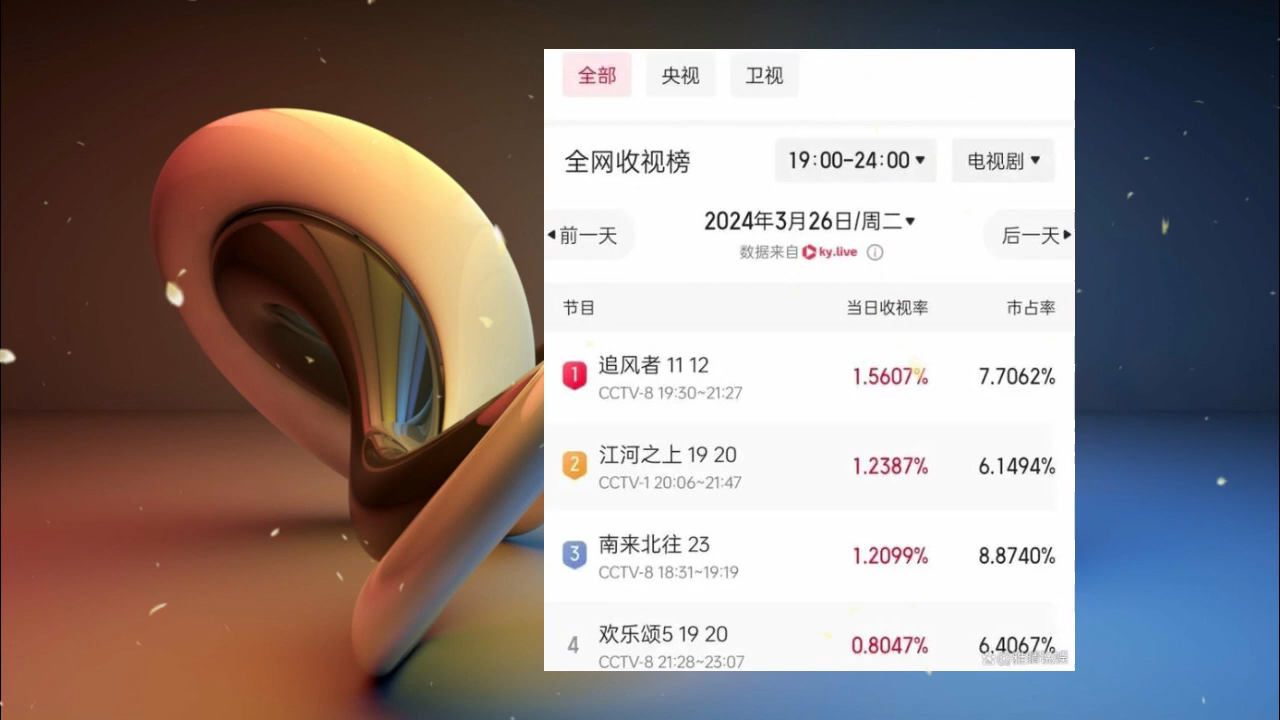 全部 央视 卫视
全网收视榜 19:00-24:00 电视剧
前一天 2024年3月26日/周二 后一天
数据来自 ky.live
节目 当日收视率 市占率
1 追风者 11 12 1.5607% 7.7062%
CCTV-8 19:30~21:27
2 江河之上 19 20 1.2387% 6.1494%
CCTV-1 20:06~21:47
3 南来北往 23 1.2099% 8.8740%
CCTV-8 18:31~19:19
4 欢乐颂5 19 20 0.8047% 6.4067%
CCTV-8 21:28~23:07